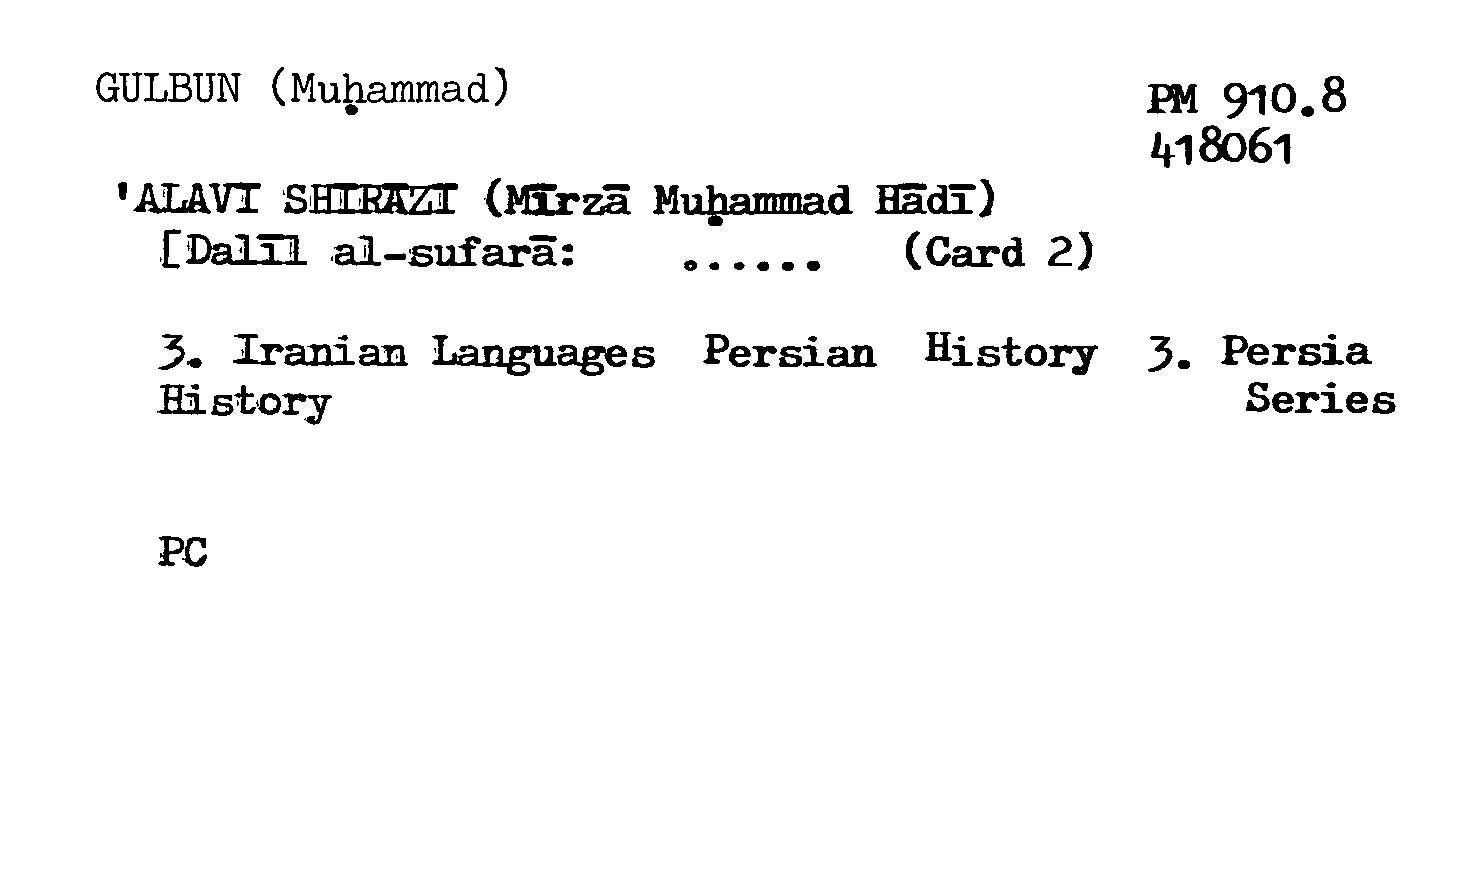 GULBUN (Muḥammad)
PM 910.8
418061
'ALAVI SHIRAZI (Mīrzā Muḥammad Hādī)
[Dalīl al-sufarā: ...... (Card 2)
3. Iranian Languages Persian History 3. Persia
History Series
PC